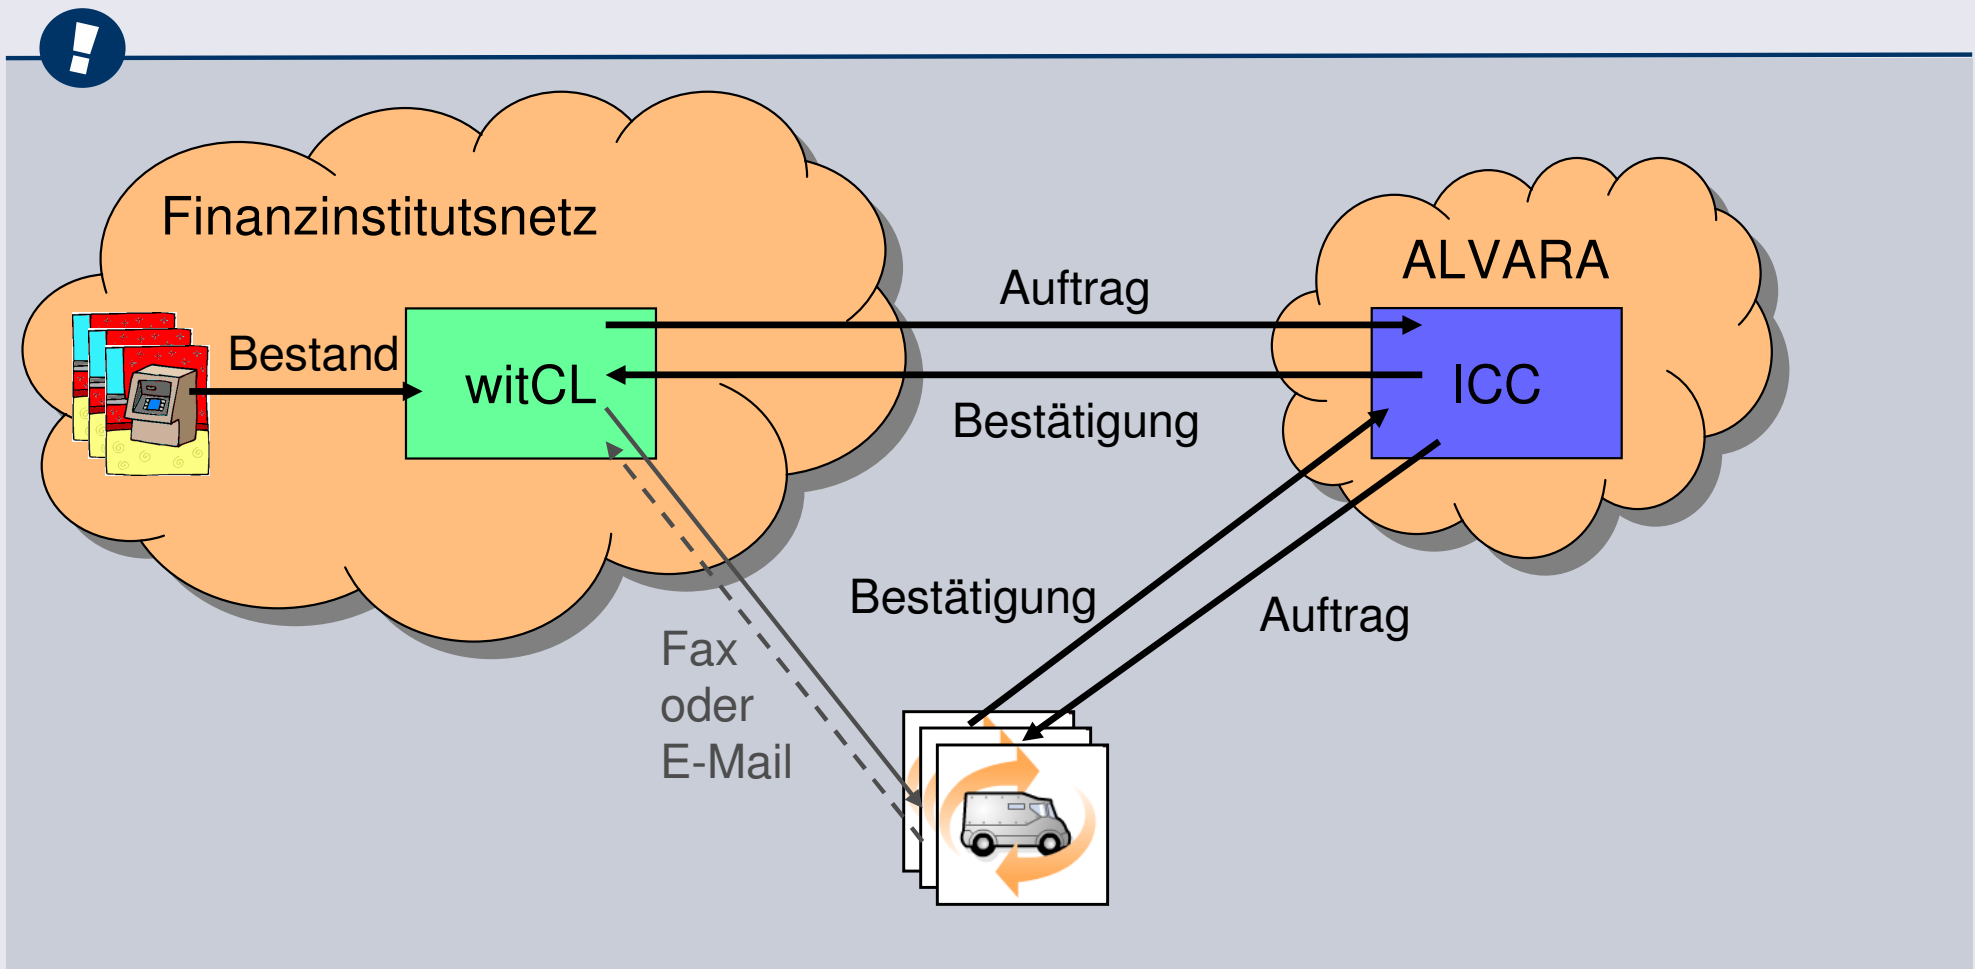 !
Finanzinstitutsnetz
ALVARA
Auftrag
Bestand
witCL
ICC
Bestätigung
Bestätigung
Auftrag
Fax
oder
E-Mail